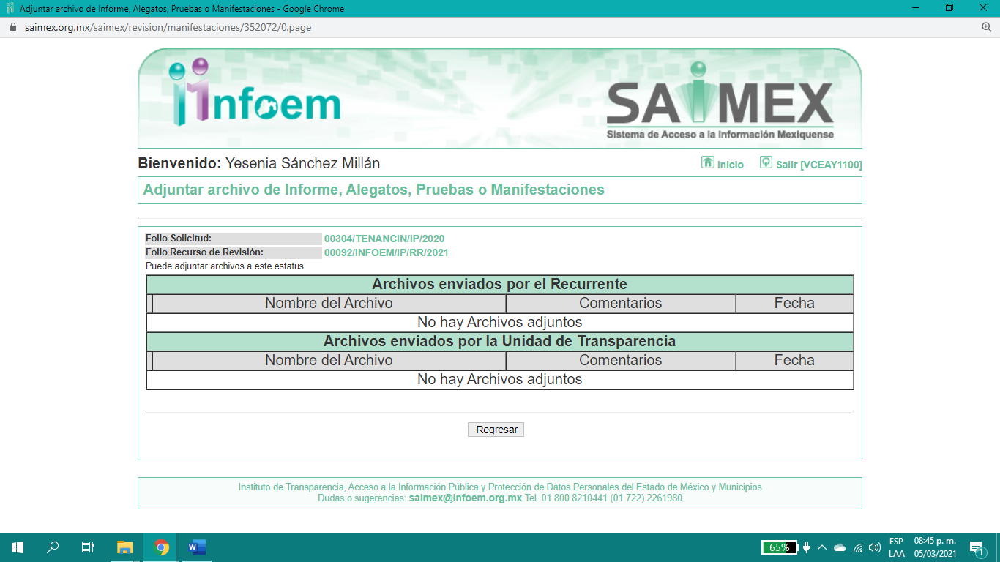 Adjuntar archivo de Informe, Alegatos, Pruebas o Manifestaciones - Google Chrome
saimex.org.mx/saimex/revision/manifestaciones/352072/0.page
infoem
SAIMEX
Sistema de Acceso a la Información Mexiquense
Bienvenido: Yesenia Sánchez Millán
Inicio
Salir [VCEAY1100]
Adjuntar archivo de Informe, Alegatos, Pruebas o Manifestaciones
Folio Solicitud: 00304/TENANCIN/IP/2020
Folio Recurso de Revisión: 00092/INFOEM/IP/RR/2021
Puede adjuntar archivos a este estatus
Archivos enviados por el Recurrente
Nombre del Archivo Comentarios Fecha
No hay Archivos adjuntos
Archivos enviados por la Unidad de Transparencia
Nombre del Archivo Comentarios Fecha
No hay Archivos adjuntos
Regresar
Instituto de Transparencia, Acceso a la Información Pública y Protección de Datos Personales del Estado de México y Municipios
Dudas o sugerencias: saimex@infoem.org.mx Tel. 01 800 8210441 (01 722) 2261980
65%
ESP
LAA
08:45 p. m.
05/03/2021
1